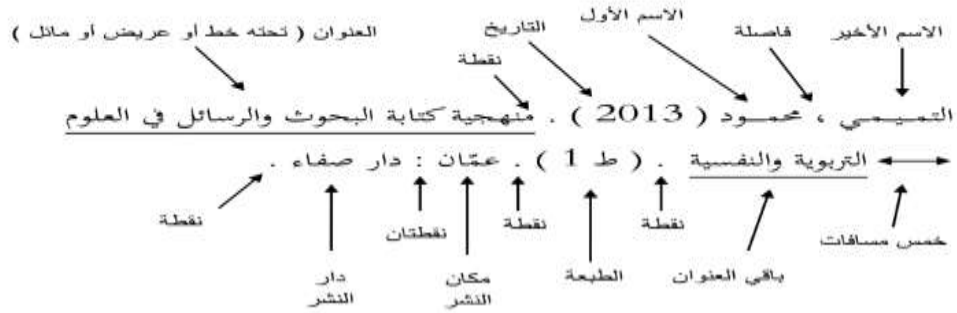 الاسم الأخير فاصلة الاسم الأول التاريخ العنوان ( تحته خط أو عريض أو مائل )
نقطة
التميمي ، محمود ( 2013 ) . منهجية كتابة البحوث والرسائل في العلوم
التربوية والنفسية . ( ط 1 ) . عمّان : دار صفاء .
خمس مسافات باقي العنوان نقطة الطبعة نقطة مكان النشر نقطتان دار النشر نقطة